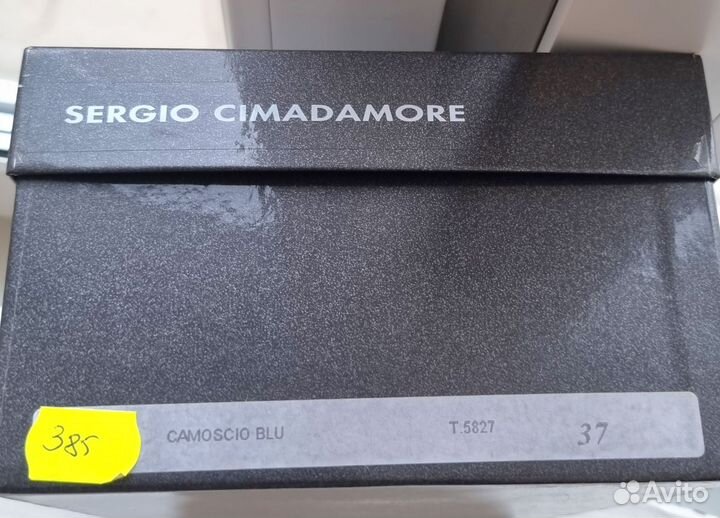 SERGIO CIMADAMORE
385 CAMOSCIO BLU T.5827 37
Avito